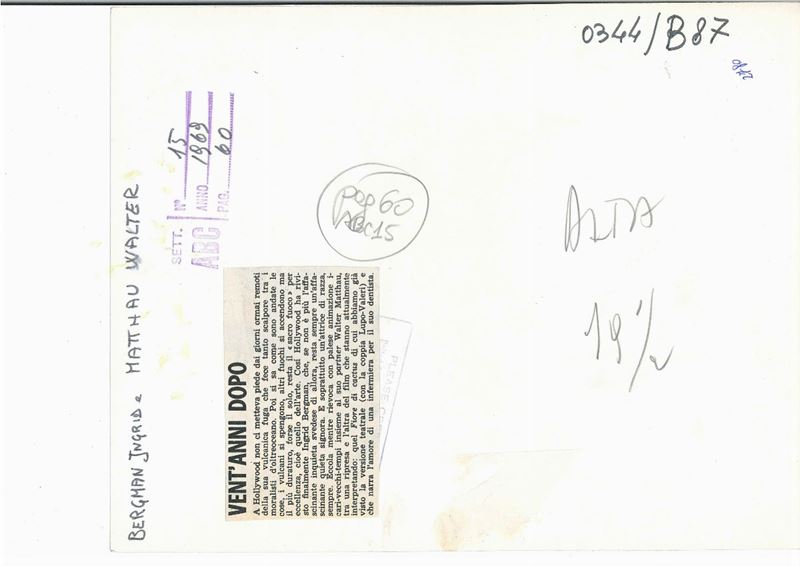 0344/B87
BERGMAN INGRID e MATTHAU WALTER
SETT. N° 15
ABC ANNO 1969
PAG. 60
pag 60
ABC 15
ALTA
19 1/2
VENT'ANNI DOPO
A Hollywood non ci metteva piede dai giorni ormai remoti
della sua vulcanica fuga che fece tanto scalpore tra i
moralisti d'oltreoceano. Poi si sa come sono andate le
cose, i vulcani si spengono, altri fuochi si accendono ma
il più duraturo, forse il solo, resta il «sacro fuoco» per
eccellenza, cioè quello dell'arte. Così Hollywood ha rivi-
sto finalmente Ingrid Bergman, che, se non è più l'affa-
scinante inquieta svedese di allora, resta sempre un'affa-
scinante quieta signora. E soprattutto un'attrice di razza,
sempre. Eccola mentre rievoca con palese animazione i
cari-vecchi-tempi insieme al suo partner Walter Matthau,
tra una ripresa e l'altra del film che stanno attualmente
interpretando: quel Fiore di cactus di cui abbiamo già
visto la versione teatrale (con la coppia Lupo-Valeri) e
che narra l'amore di una infermiera per il suo dentista.
PLEASE